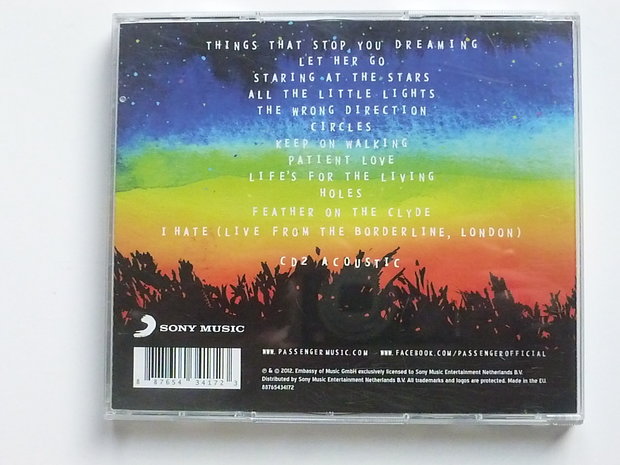 THINGS THAT STOP YOU DREAMING
LET HER GO
STARING AT THE STARS
ALL THE LITTLE LIGHTS
THE WRONG DIRECTION
CIRCLES
KEEP ON WALKING
PATIENT LOVE
LIFE'S FOR THE LIVING
HOLES
FEATHER ON THE CLYDE
I HATE (LIVE FROM THE BORDERLINE, LONDON)
CD2 ACOUSTIC
SONY MUSIC
WWW.PASSENGERMUSIC.COM WWW.FACEBOOK.COM/PASSENGEROFFICIAL
℗ & © 2012. Embassy of Music GmbH exclusively licensed to Sony Music Entertainment Netherlands B.V.
Distributed by Sony Music Entertainment Netherlands B.V. All trademarks and logos are protected. Made in the EU.
88765434172
8 87654 34172 3